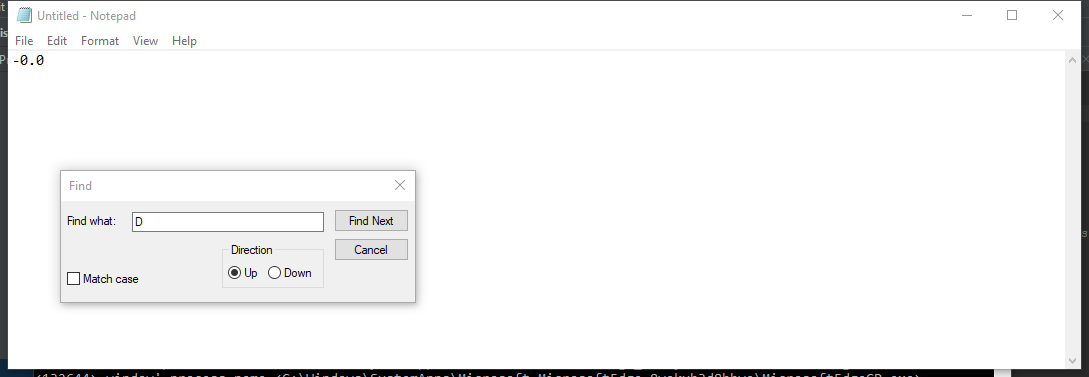 Untitled - Notepad
File Edit Format View Help
-0.0
Find
Find what: D Find Next
Direction Cancel
Up Down
Match case